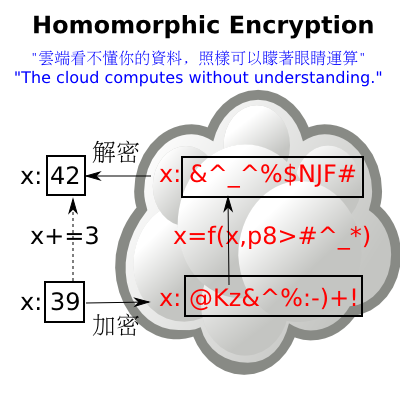 Homomorphic Encryption
"雲端看不懂你的資料，照樣可以矇著眼睛運算"
"The cloud computes without understanding."
解密
x: 42
x: &^_^%$NJF#
x+=3
x=f(x,p8>#^_*)
x: 39
x: @Kz&^%:-)+!
加密